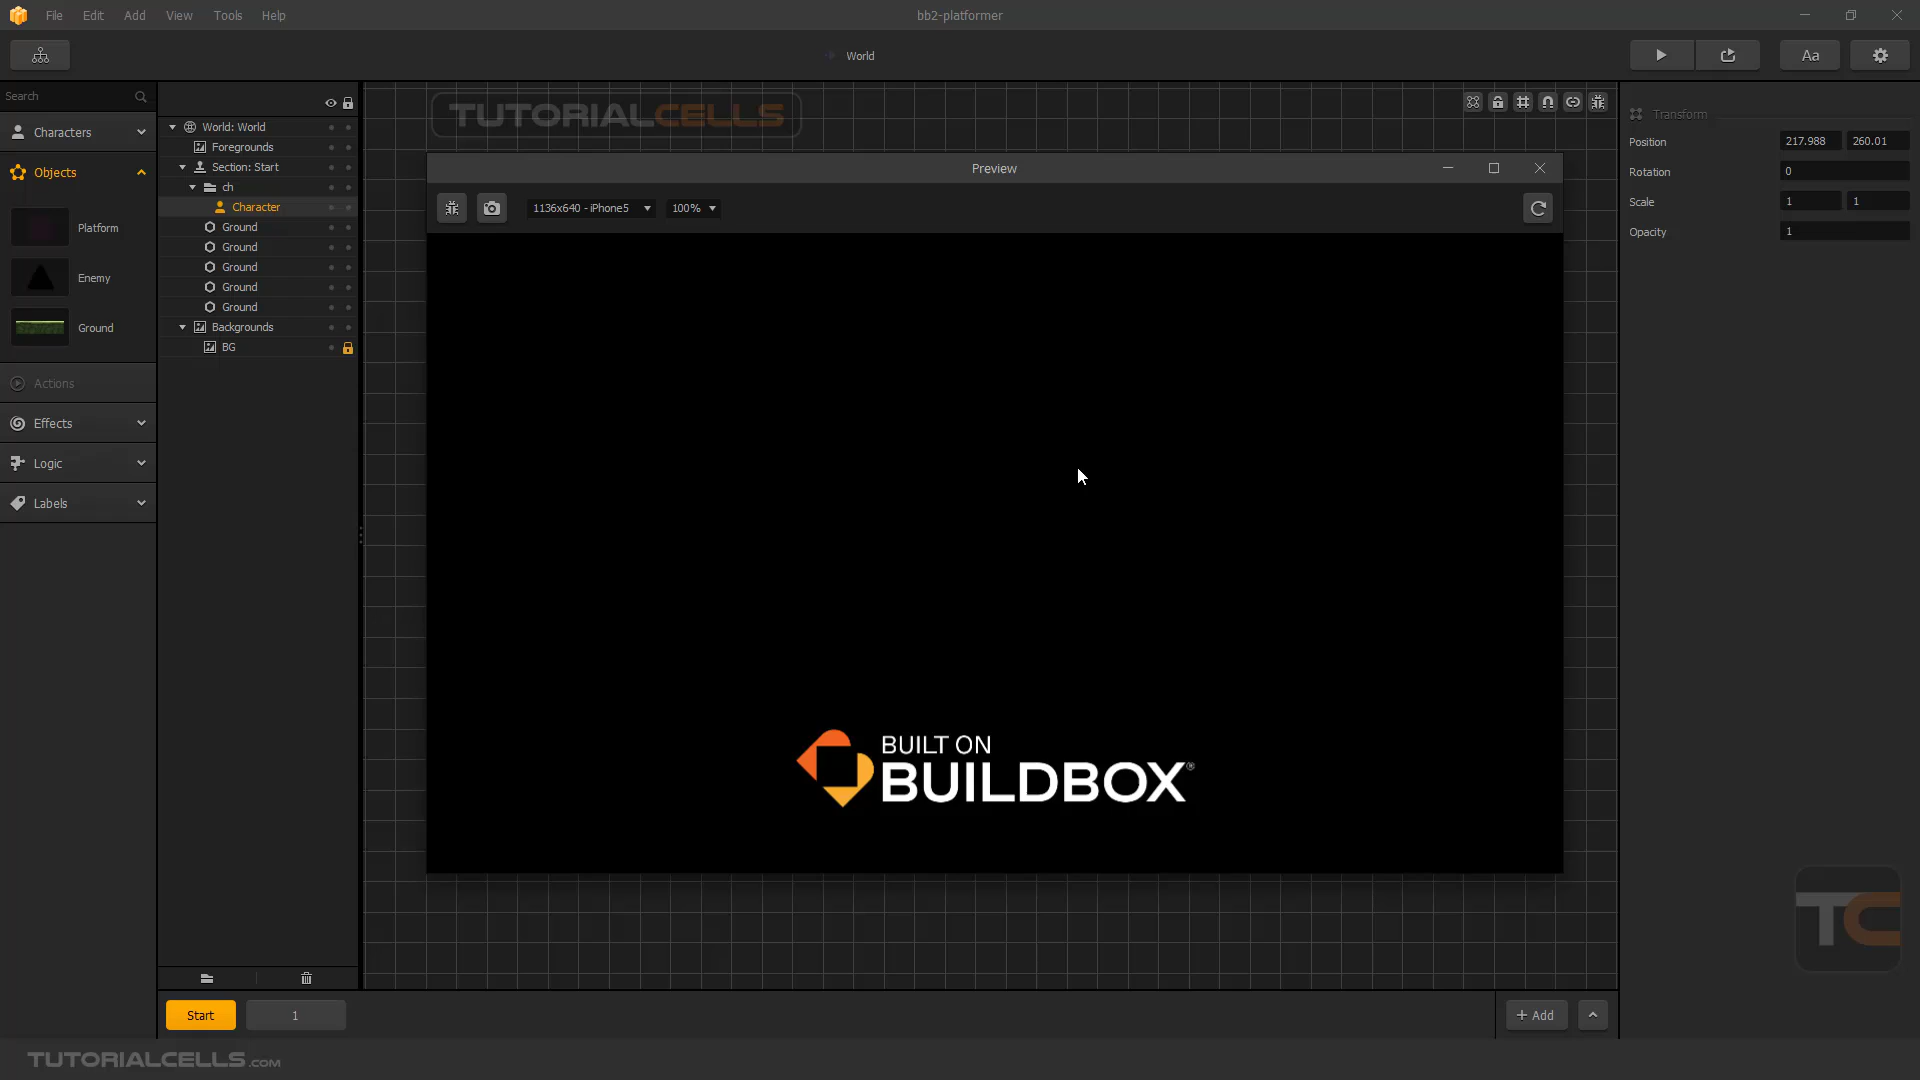 File Edit Add View Tools Help
bb2-platformer
World
Aa
Search
Characters
Objects
Platform
Enemy
Ground
Actions
Effects
Logic
Labels
World: World
Foregrounds
Section: Start
ch
Character
Ground
Ground
Ground
Ground
Ground
Backgrounds
BG
TUTORIALCELLS
Preview
1136x640 - iPhone5
100%
BUILT ON
BUILDBOX®
Transform
Position 217.988 260.01
Rotation 0
Scale 1 1
Opacity 1
TC
Start 1
+ Add
TUTORIALCELLS.COM